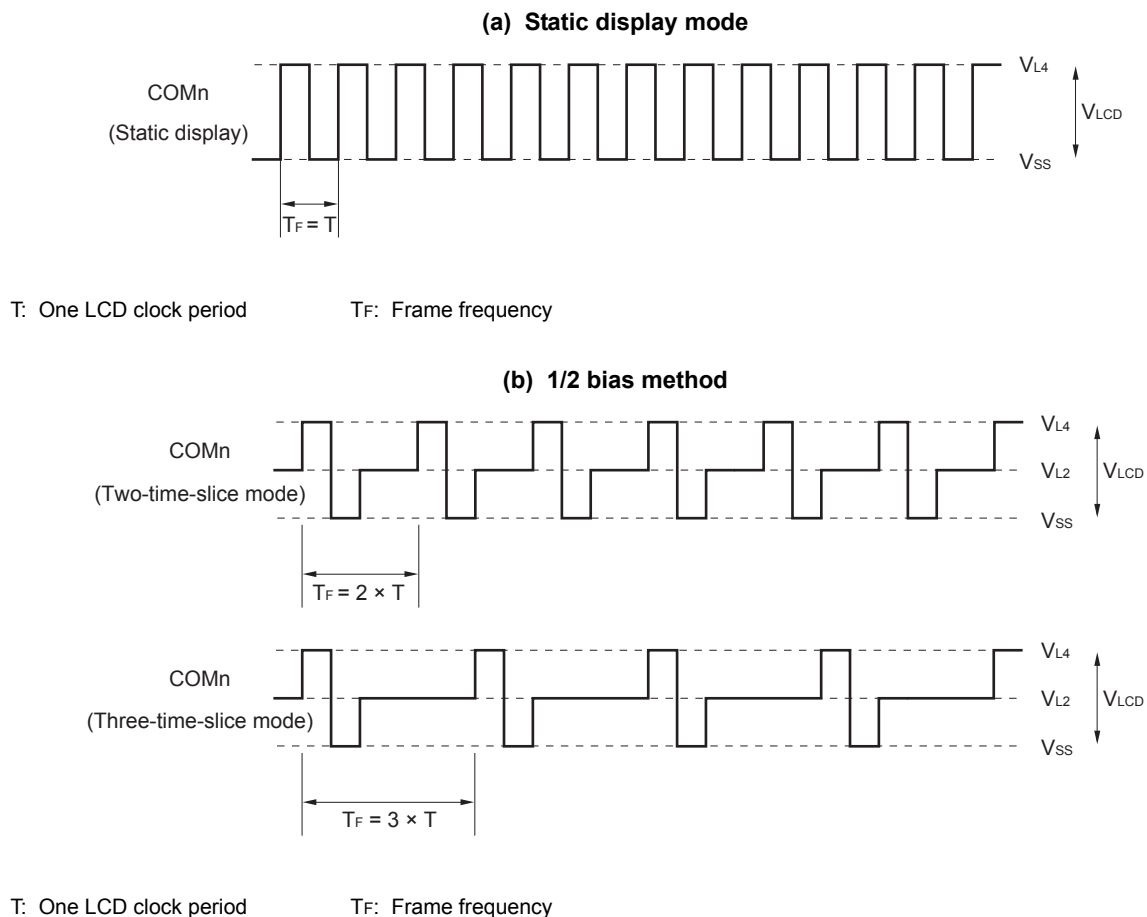 (a) Static display mode
COMn
(Static display)
VL4
VLCD
VSS
TF = T
T: One LCD clock period TF: Frame frequency
(b) 1/2 bias method
COMn
(Two-time-slice mode)
VL4
VL2
VLCD
VSS
TF = 2 × T
COMn
(Three-time-slice mode)
VL4
VL2
VLCD
VSS
TF = 3 × T
T: One LCD clock period TF: Frame frequency